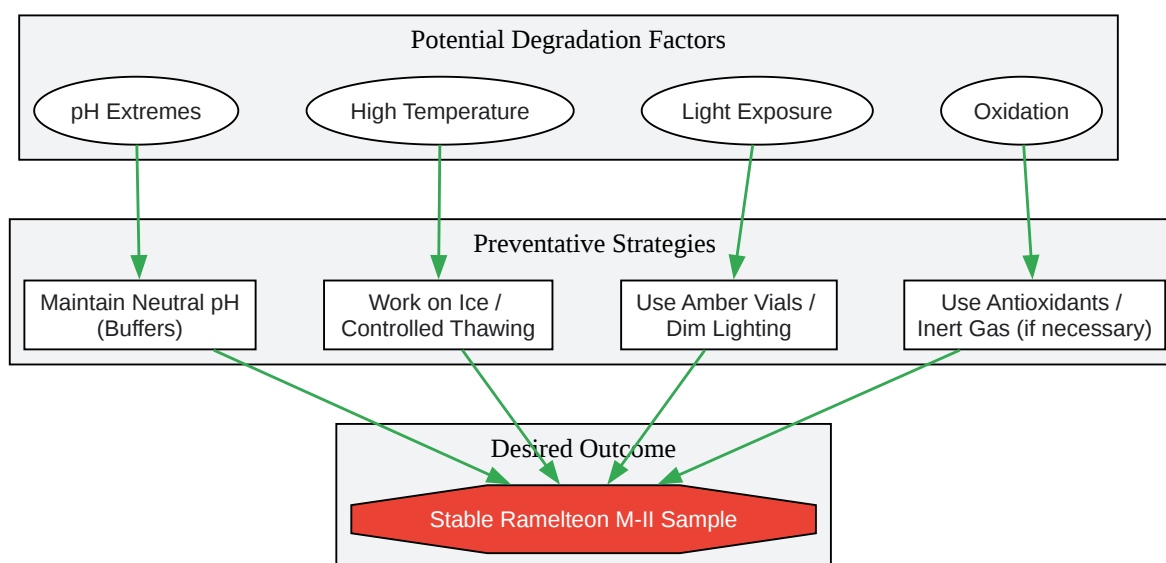 Potential Degradation Factors
pH Extremes
High Temperature
Light Exposure
Oxidation
Preventative Strategies
Maintain Neutral pH
(Buffers)
Work on Ice /
Controlled Thawing
Use Amber Vials /
Dim Lighting
Use Antioxidants /
Inert Gas (if necessary)
Desired Outcome
Stable Ramelteon M-II Sample